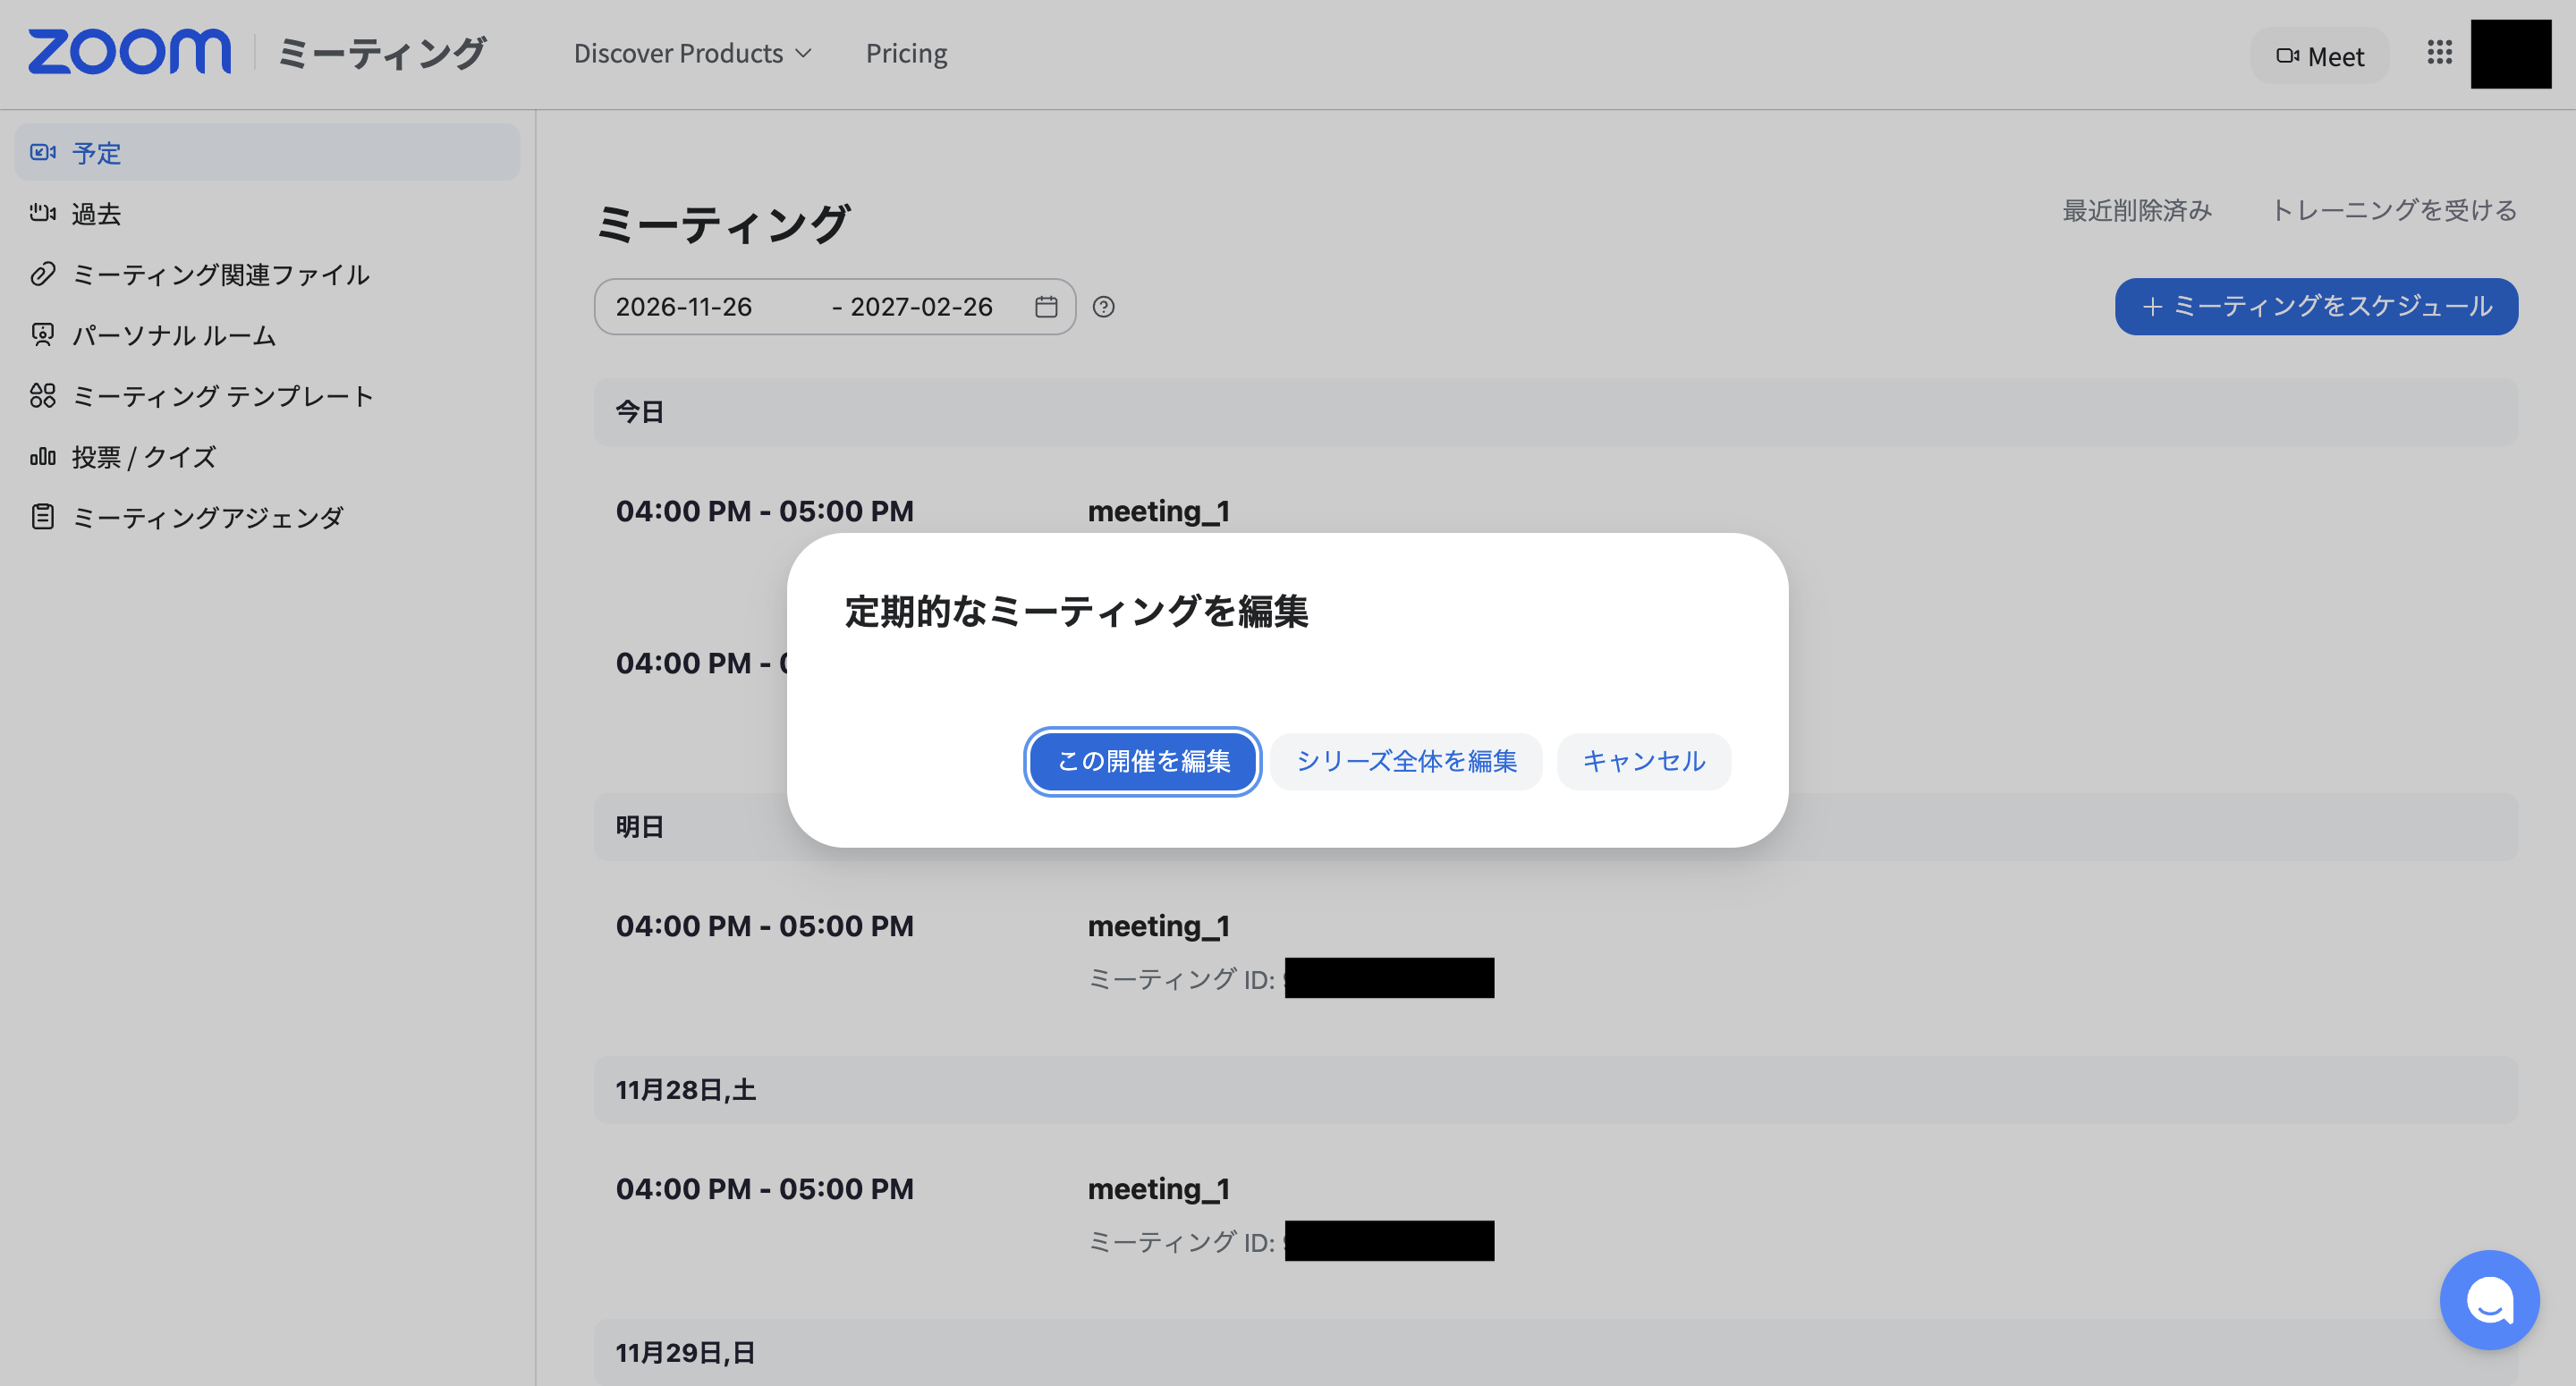 zoom ミーティング Discover Products Pricing Meet
予定
過去
ミーティング関連ファイル
パーソナル ルーム
ミーティング テンプレート
投票 / クイズ
ミーティングアジェンダ
ミーティング
最近削除済み トレーニングを受ける
2026-11-26 - 2027-02-26
+ ミーティングをスケジュール
今日
04:00 PM - 05:00 PM meeting_1
04:00 PM -
定期的なミーティングを編集
この開催を編集 シリーズ全体を編集 キャンセル
明日
04:00 PM - 05:00 PM meeting_1
ミーティング ID:
11月28日,土
04:00 PM - 05:00 PM meeting_1
ミーティング ID:
11月29日,日